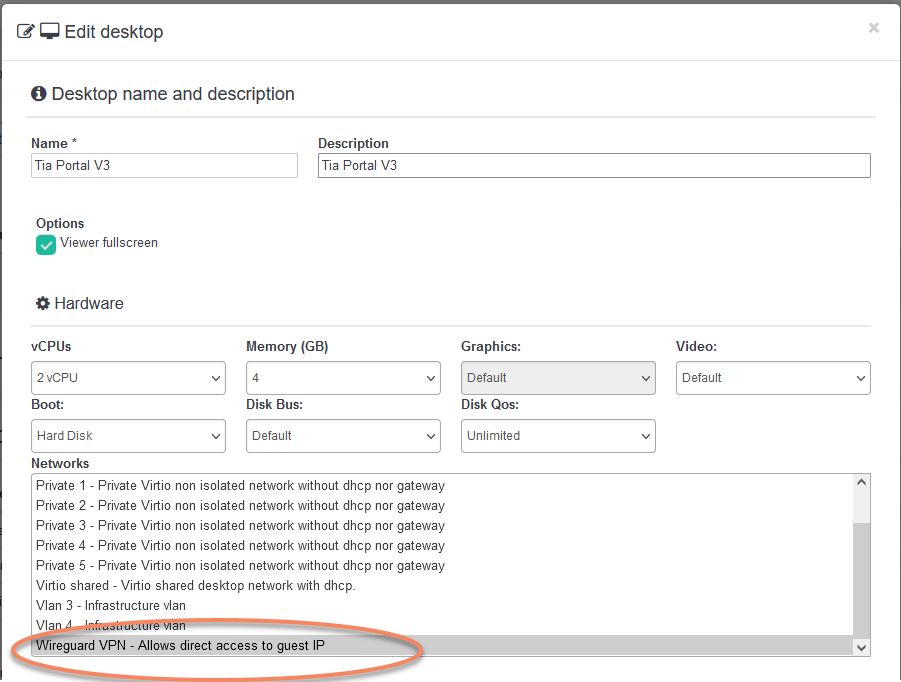 Edit desktop
×
Desktop name and description
Name * Description
Tia Portal V3 Tia Portal V3
Options
Viewer fullscreen
Hardware
vCPUs Memory (GB) Graphics: Video:
2 vCPU 4 Default Default
Boot: Disk Bus: Disk Qos:
Hard Disk Default Unlimited
Networks
Private 1 - Private Virtio non isolated network without dhcp nor gateway
Private 2 - Private Virtio non isolated network without dhcp nor gateway
Private 3 - Private Virtio non isolated network without dhcp nor gateway
Private 4 - Private Virtio non isolated network without dhcp nor gateway
Private 5 - Private Virtio non isolated network without dhcp nor gateway
Virtio shared - Virtio shared desktop network with dhcp.
Vlan 3 - Infrastructure vlan
Vlan 4 - Infrastructure vlan
Wireguard VPN - Allows direct access to guest IP